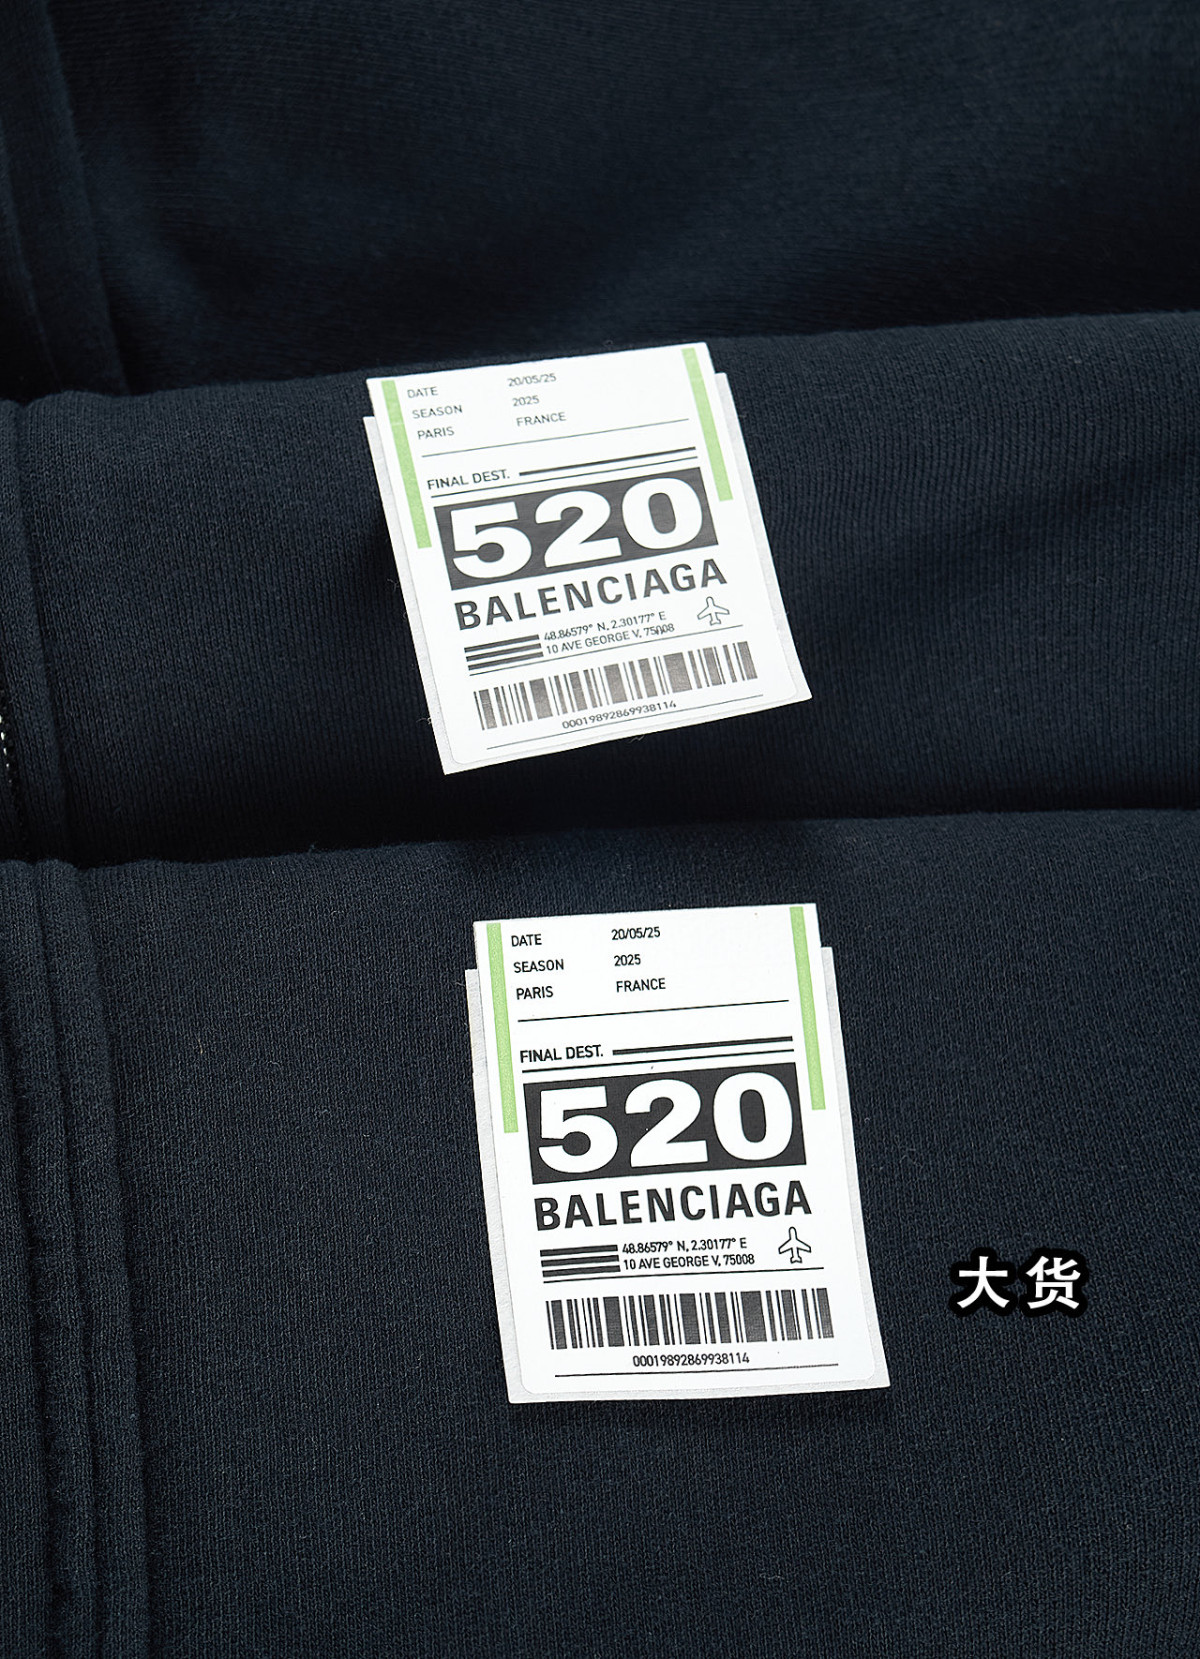 DATE 20/05/25
SEASON 2025
PARIS FRANCE
FINAL DEST.
520
BALENCIAGA
48.86579° N, 2.30177° E
10 AVE GEORGE V, 75008
00019892869938114
DATE 20/05/25
SEASON 2025
PARIS FRANCE
FINAL DEST.
520
BALENCIAGA
48.86579° N, 2.30177° E
10 AVE GEORGE V, 75008
00019892869938114
大货